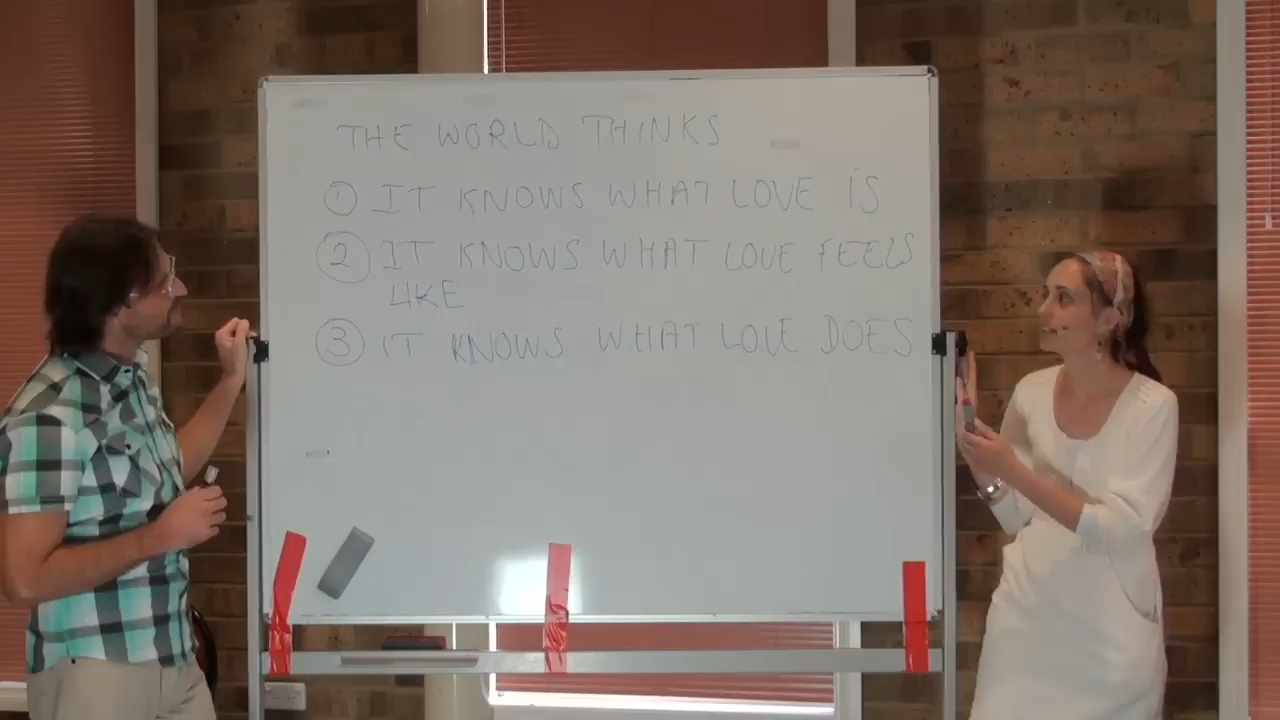 THE WORLD THINKS
① IT KNOWS WHAT LOVE IS
② IT KNOWS WHAT LOVE FEELS
LIKE
③ IT KNOWS WHAT LOVE DOES